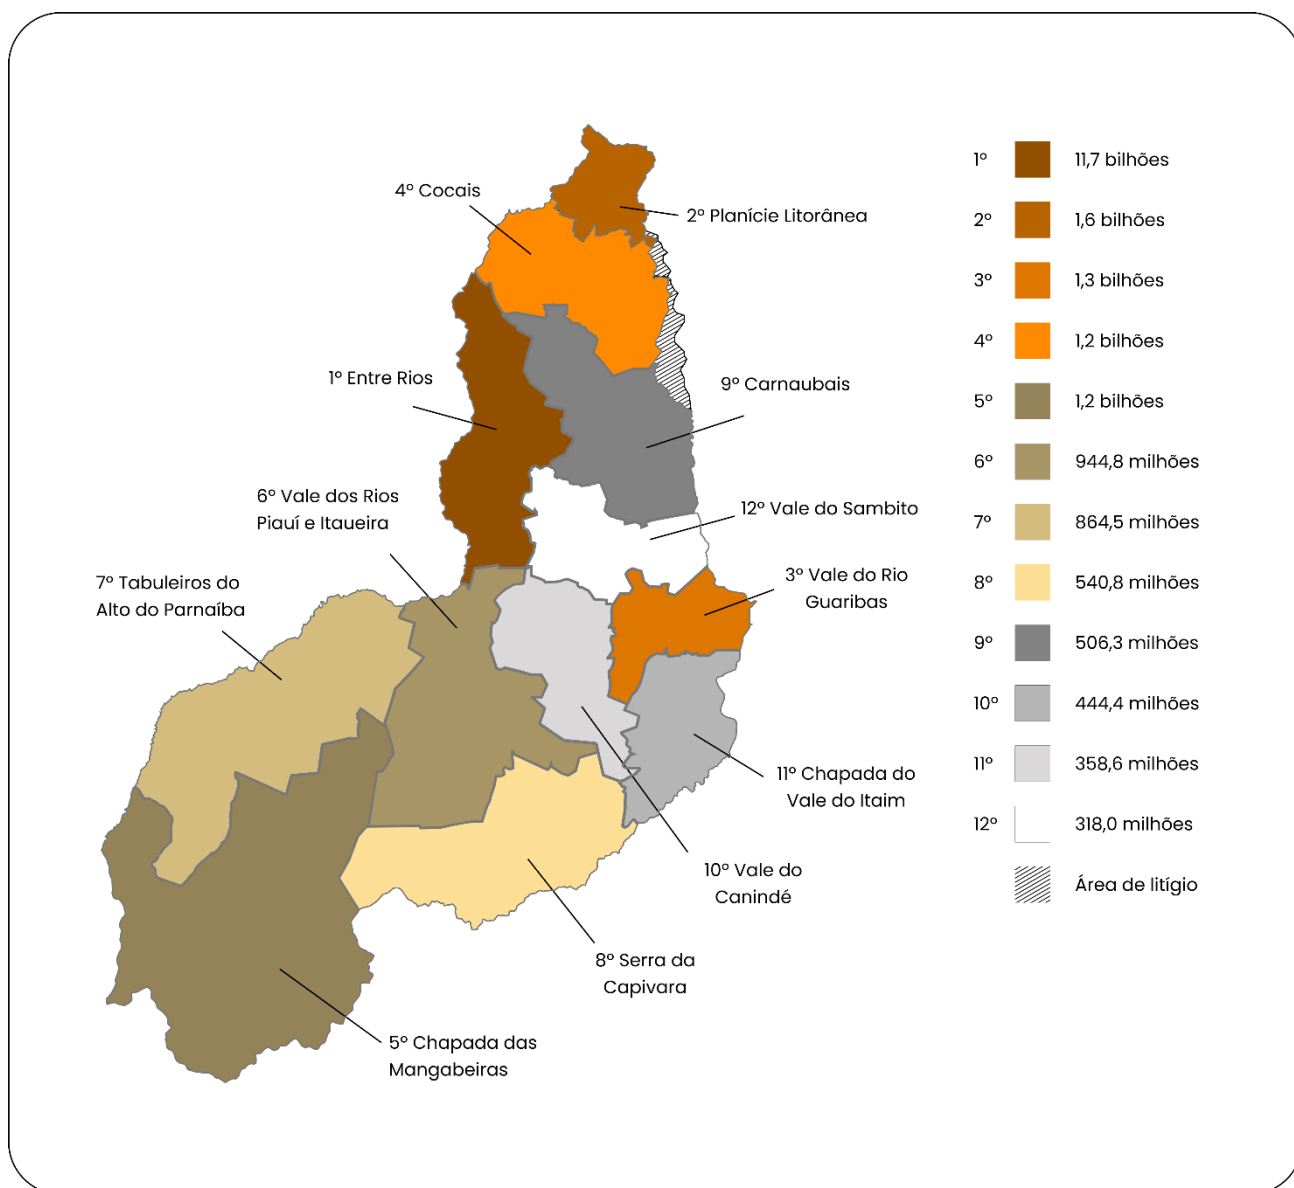 4º Cocais
2º Planície Litorânea
1º Entre Rios
9º Carnaubais
6º Vale dos Rios
Piauí e Itaueira
12º Vale do Sambito
7º Tabuleiros do
Alto do Parnaíba
3º Vale do Rio
Guaribas
11º Chapada do
Vale do Itaim
10º Vale do
Canindé
8º Serra da
Capivara
5º Chapada das
Mangabeiras
1º 11,7 bilhões
2º 1,6 bilhões
3º 1,3 bilhões
4º 1,2 bilhões
5º 1,2 bilhões
6º 944,8 milhões
7º 864,5 milhões
8º 540,8 milhões
9º 506,3 milhões
10º 444,4 milhões
11º 358,6 milhões
12º 318,0 milhões
Área de litígio